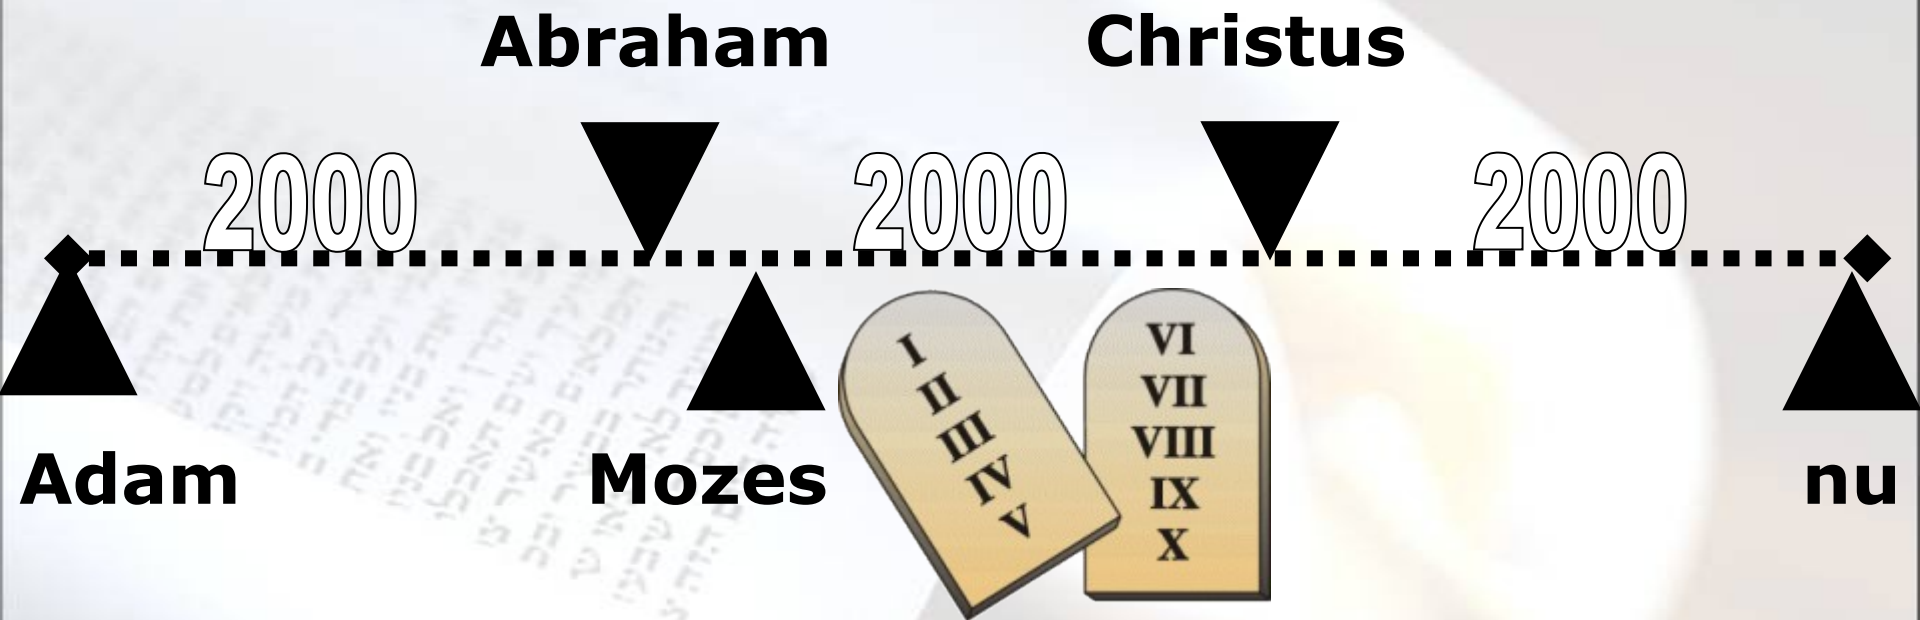 Abraham
Christus
2000
2000
2000
Adam
Mozes
nu
I
II
III
IV
V
VI
VII
VIII
IX
X